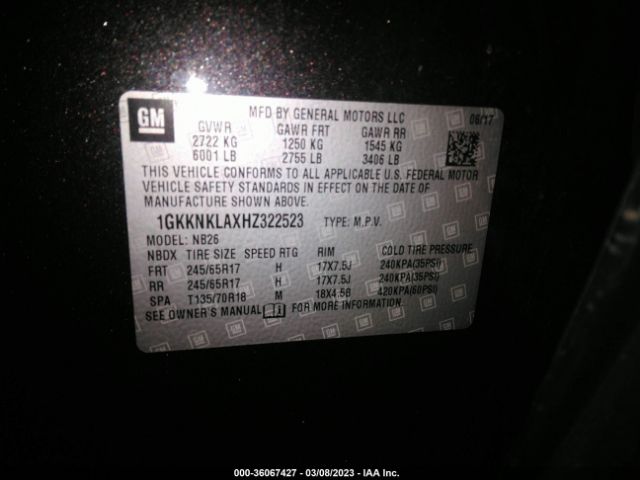 GM
MFD BY GENERAL MOTORS LLC 06/17
GVWR GAWR FRT GAWR RR
2722 KG 1250 KG 1545 KG
6001 LB 2755 LB 3406 LB
THIS VEHICLE CONFORMS TO ALL APPLICABLE U.S. FEDERAL MOTOR
VEHICLE SAFETY STANDARDS IN EFFECT ON THE DATE OF
MANUFACTURE SHOWN ABOVE.
1GKKNKLAXHZ322523 TYPE: M.P.V.
MODEL: NB26
NBDX TIRE SIZE SPEED RTG RIM COLD TIRE PRESSURE
FRT 245/65R17 H 17X7.5J 240KPA(35PSI)
RR 245/65R17 H 17X7.5J 240KPA(35PSI)
SPA T135/70R18 M 18X4.5B 420KPA(60PSI)
SEE OWNER'S MANUAL FOR MORE INFORMATION
000-36067427 - 03/08/2023 - IAA Inc.